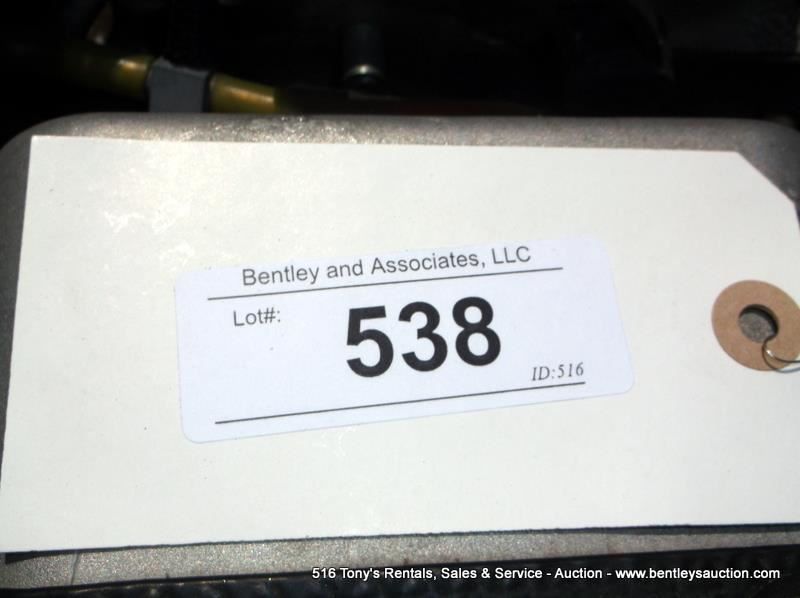 Bentley and Associates, LLC
Lot#:
538
ID:516
516 Tony's Rentals, Sales & Service - Auction - www.bentleysauction.com